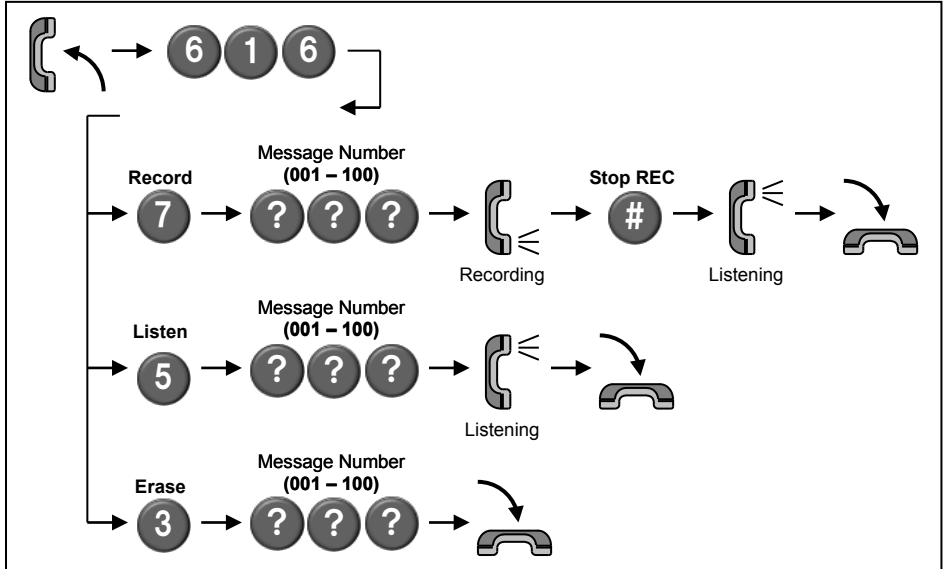 6 1 6
Message Number
(001 – 100)
Record
Stop REC
7 ? ? ? #
Recording
Listening
Message Number
(001 – 100)
Listen
5 ? ? ?
Listening
Message Number
(001 – 100)
Erase
3 ? ? ?